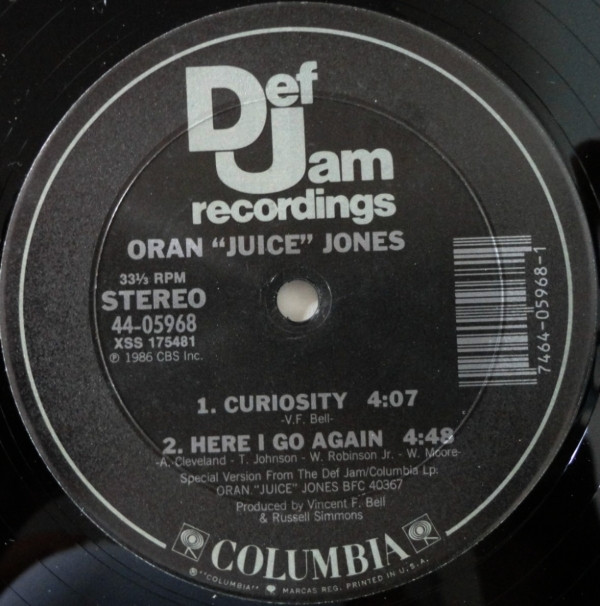 Def
Jam
recordings
ORAN "JUICE" JONES
33⅓ RPM
STEREO
44-05968
XSS 175481
℗ 1986 CBS Inc.
7464-05968-1
1. CURIOSITY 4:07
-V.F. Bell-
2. HERE I GO AGAIN 4:48
-A. Cleveland - T. Johnson - W. Robinson Jr. - W. Moore-
Special Version From The Def Jam/Columbia Lp:
ORAN "JUICE" JONES BFC 40367
Produced by Vincent F. Bell
& Russell Simmons
COLUMBIA
® "COLUMBIA" MARCAS REG. PRINTED IN U.S.A.